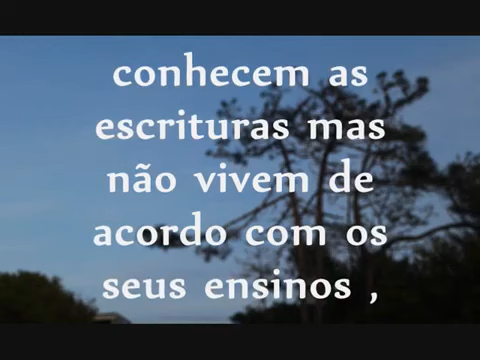 conhecem as
escrituras mas
não vivem de
acordo com os
seus ensinos ,